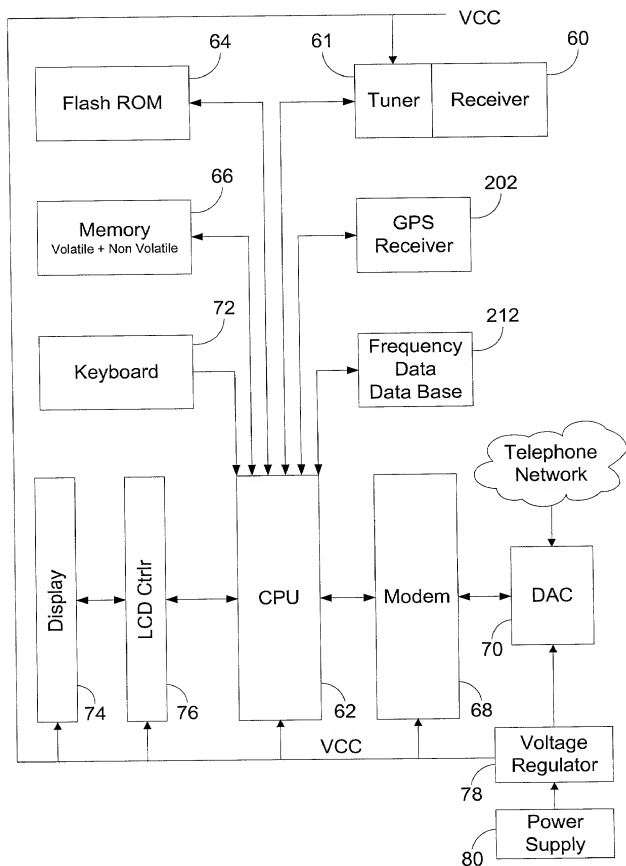 VCC
64
61
60
Flash ROM
Tuner
Receiver
66
202
Memory
Volatile + Non Volatile
GPS
Receiver
72
212
Keyboard
Frequency
Data
Data Base
Telephone
Network
Display
LCD Ctrlr
CPU
Modem
DAC
70
74
76
62
68
VCC
Voltage
Regulator
78
Power
Supply
80